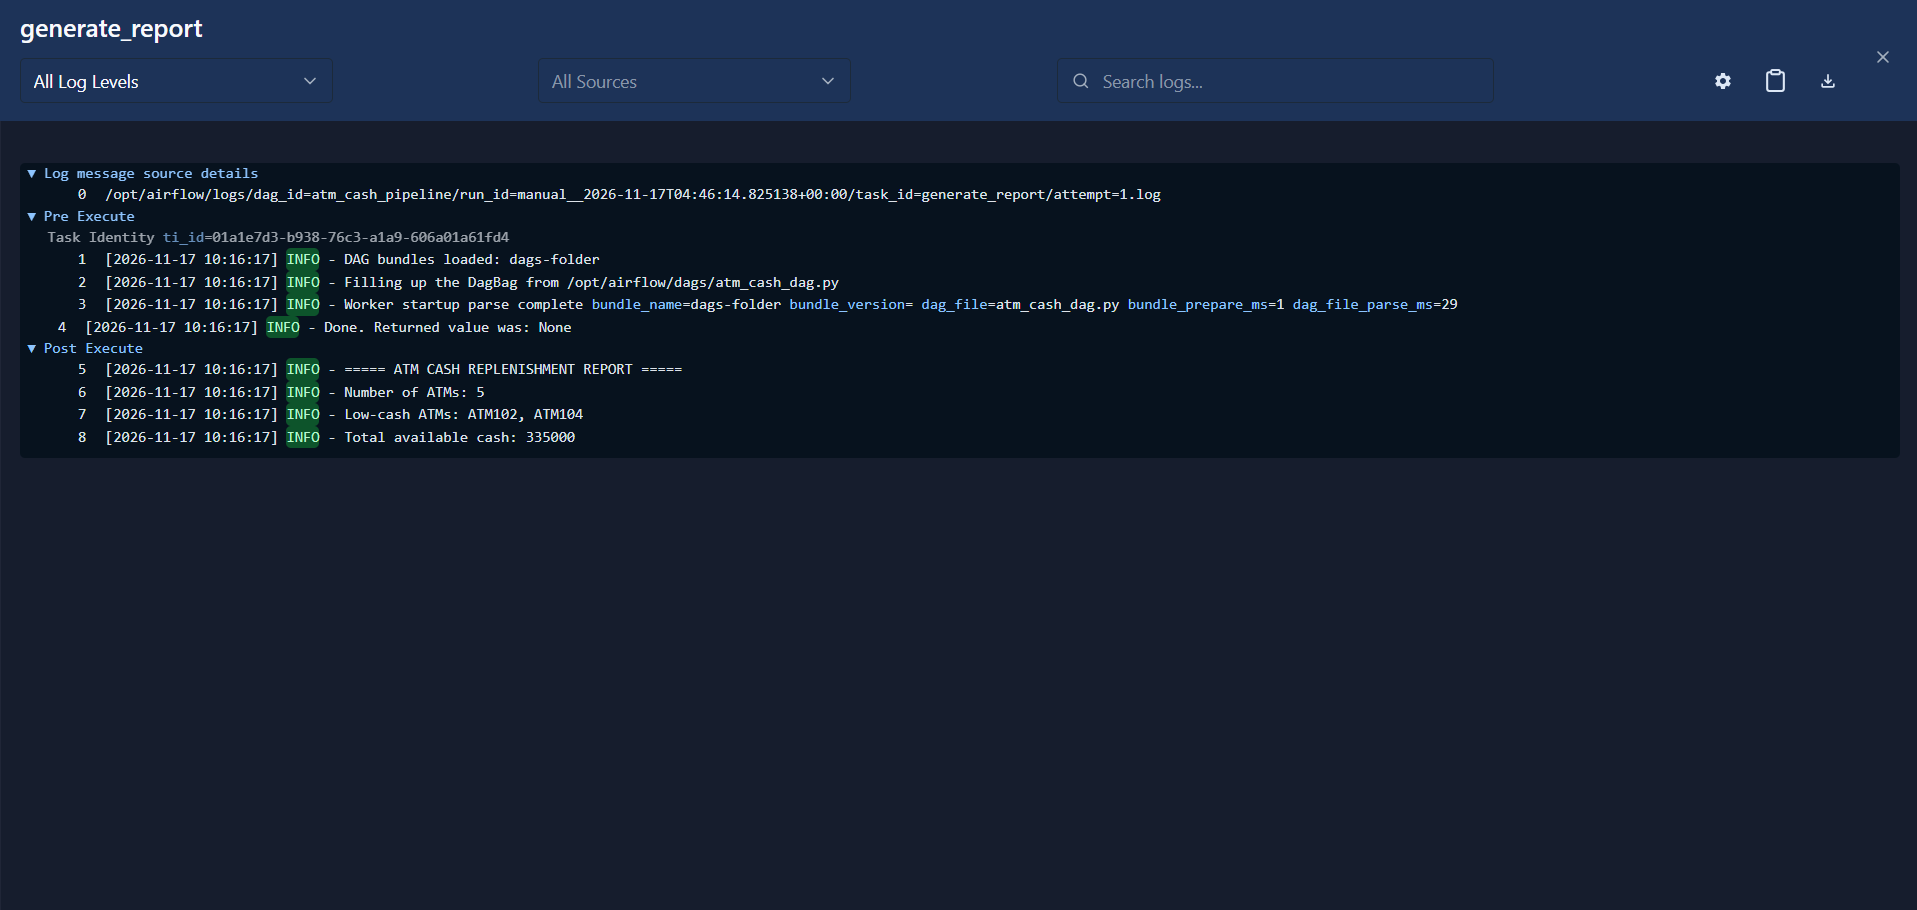 generate_report
All Log Levels
All Sources
Search logs...
▼ Log message source details
0 /opt/airflow/logs/dag_id=atm_cash_pipeline/run_id=manual__2026-11-17T04:46:14.825138+00:00/task_id=generate_report/attempt=1.log
▼ Pre Execute
Task Identity ti_id=01a1e7d3-b938-76c3-a1a9-606a01a61fd4
1 [2026-11-17 10:16:17] INFO - DAG bundles loaded: dags-folder
2 [2026-11-17 10:16:17] INFO - Filling up the DagBag from /opt/airflow/dags/atm_cash_dag.py
3 [2026-11-17 10:16:17] INFO - Worker startup parse complete bundle_name=dags-folder bundle_version= dag_file=atm_cash_dag.py bundle_prepare_ms=1 dag_file_parse_ms=29
4 [2026-11-17 10:16:17] INFO - Done. Returned value was: None
▼ Post Execute
5 [2026-11-17 10:16:17] INFO - ===== ATM CASH REPLENISHMENT REPORT =====
6 [2026-11-17 10:16:17] INFO - Number of ATMs: 5
7 [2026-11-17 10:16:17] INFO - Low-cash ATMs: ATM102, ATM104
8 [2026-11-17 10:16:17] INFO - Total available cash: 335000